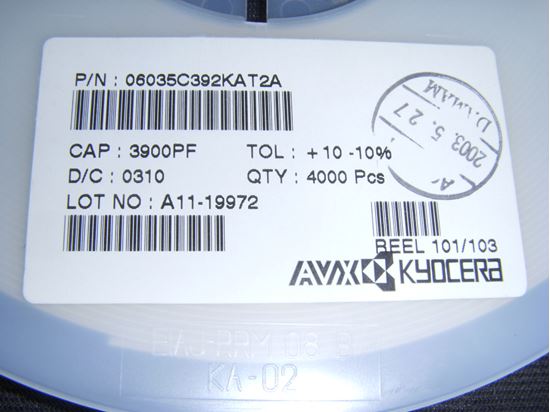 P/N : 06035C392KAT2A
CAP : 3900PF TOL : +10 -10%
D/C : 0310 QTY : 4000 Pcs
LOT NO : A11-19972
REEL 101/103
AVX KYOCERA
2003. 5. 27
KA-02